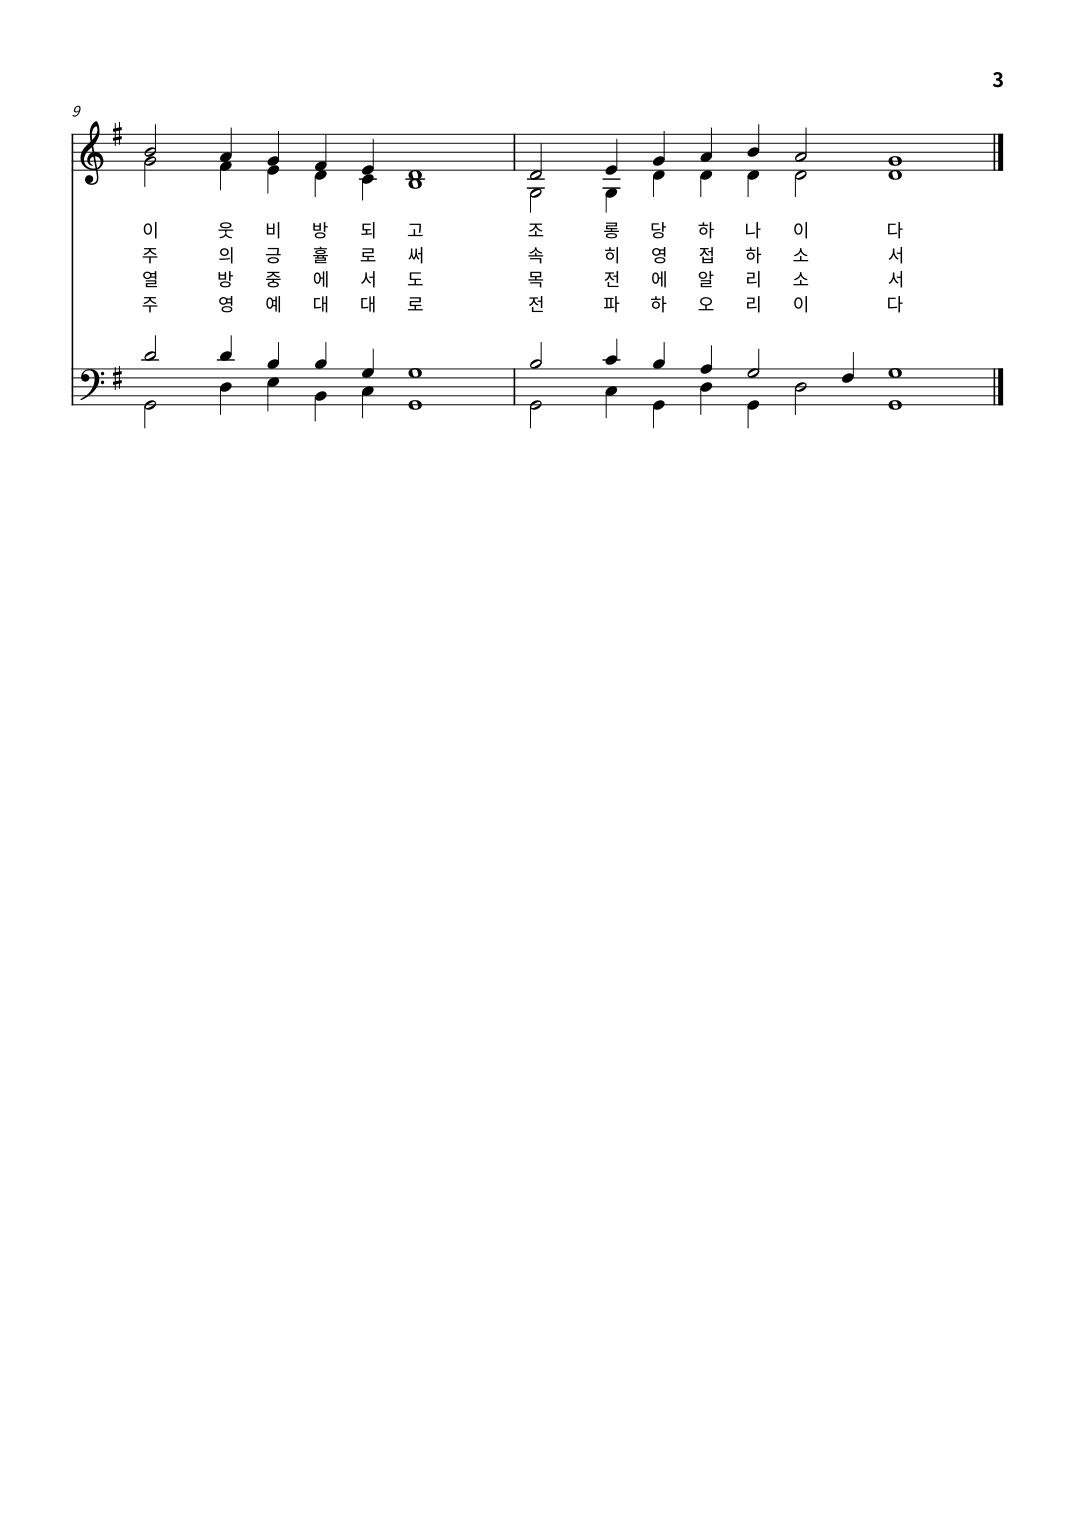 3
9
이 웃 비 방 되 고 조 롱 당 하 나 이 다
주 의 긍 휼 로 써 속 히 영 접 하 소 서
열 방 중 에 서 도 목 전 에 알 리 소 서
주 영 예 대 대 로 전 파 하 오 리 이 다